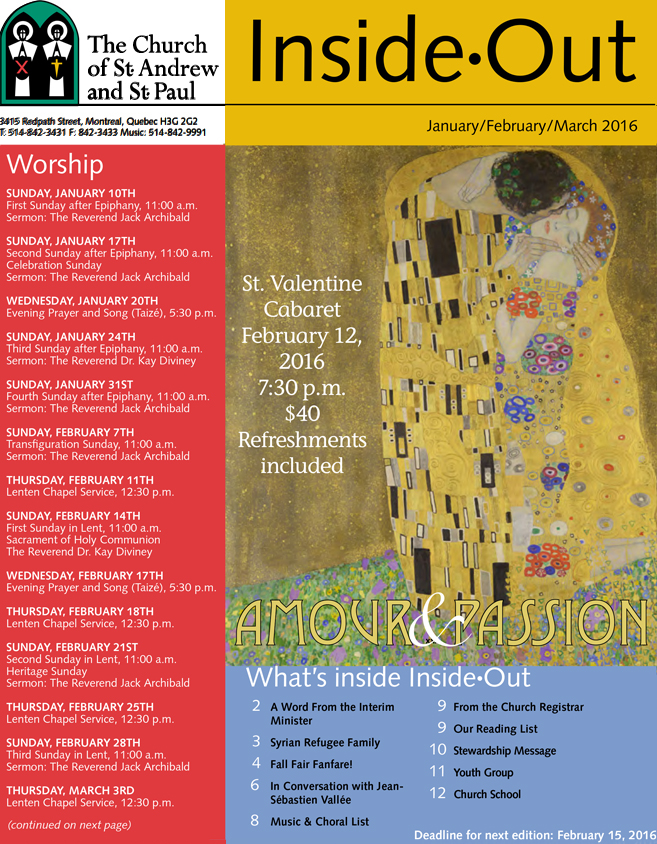 The Church
of St Andrew
and St Paul
3415 Redpath Street, Montreal, Quebec H3G 2G2
T: 514-842-3431 F: 842-3433 Music: 514-842-9991
Inside•Out
January/February/March 2016
Worship
SUNDAY, JANUARY 10TH
First Sunday after Epiphany, 11:00 a.m.
Sermon: The Reverend Jack Archibald
SUNDAY, JANUARY 17TH
Second Sunday after Epiphany, 11:00 a.m.
Celebration Sunday
Sermon: The Reverend Jack Archibald
WEDNESDAY, JANUARY 20TH
Evening Prayer and Song (Taizé), 5:30 p.m.
SUNDAY, JANUARY 24TH
Third Sunday after Epiphany, 11:00 a.m.
Sermon: The Reverend Dr. Kay Diviney
SUNDAY, JANUARY 31ST
Fourth Sunday after Epiphany, 11:00 a.m.
Sermon: The Reverend Jack Archibald
SUNDAY, FEBRUARY 7TH
Transfiguration Sunday, 11:00 a.m.
Sermon: The Reverend Jack Archibald
THURSDAY, FEBRUARY 11TH
Lenten Chapel Service, 12:30 p.m.
SUNDAY, FEBRUARY 14TH
First Sunday in Lent, 11:00 a.m.
Sacrament of Holy Communion
The Reverend Dr. Kay Diviney
WEDNESDAY, FEBRUARY 17TH
Evening Prayer and Song (Taizé), 5:30 p.m.
THURSDAY, FEBRUARY 18TH
Lenten Chapel Service, 12:30 p.m.
SUNDAY, FEBRUARY 21ST
Second Sunday in Lent, 11:00 a.m.
Heritage Sunday
Sermon: The Reverend Jack Archibald
THURSDAY, FEBRUARY 25TH
Lenten Chapel Service, 12:30 p.m.
SUNDAY, FEBRUARY 28TH
Third Sunday in Lent, 11:00 a.m.
Sermon: The Reverend Jack Archibald
THURSDAY, MARCH 3RD
Lenten Chapel Service, 12:30 p.m.
(continued on next page)
St. Valentine
Cabaret
February 12,
2016
7:30 p.m.
$40
Refreshments
included
AMOUR & PASSION
What's inside Inside•Out
2 A Word From the Interim
Minister
3 Syrian Refugee Family
4 Fall Fair Fanfare!
6 In Conversation with Jean-
Sébastien Vallée
8 Music & Choral List
9 From the Church Registrar
9 Our Reading List
10 Stewardship Message
11 Youth Group
12 Church School
Deadline for next edition: February 15, 2016